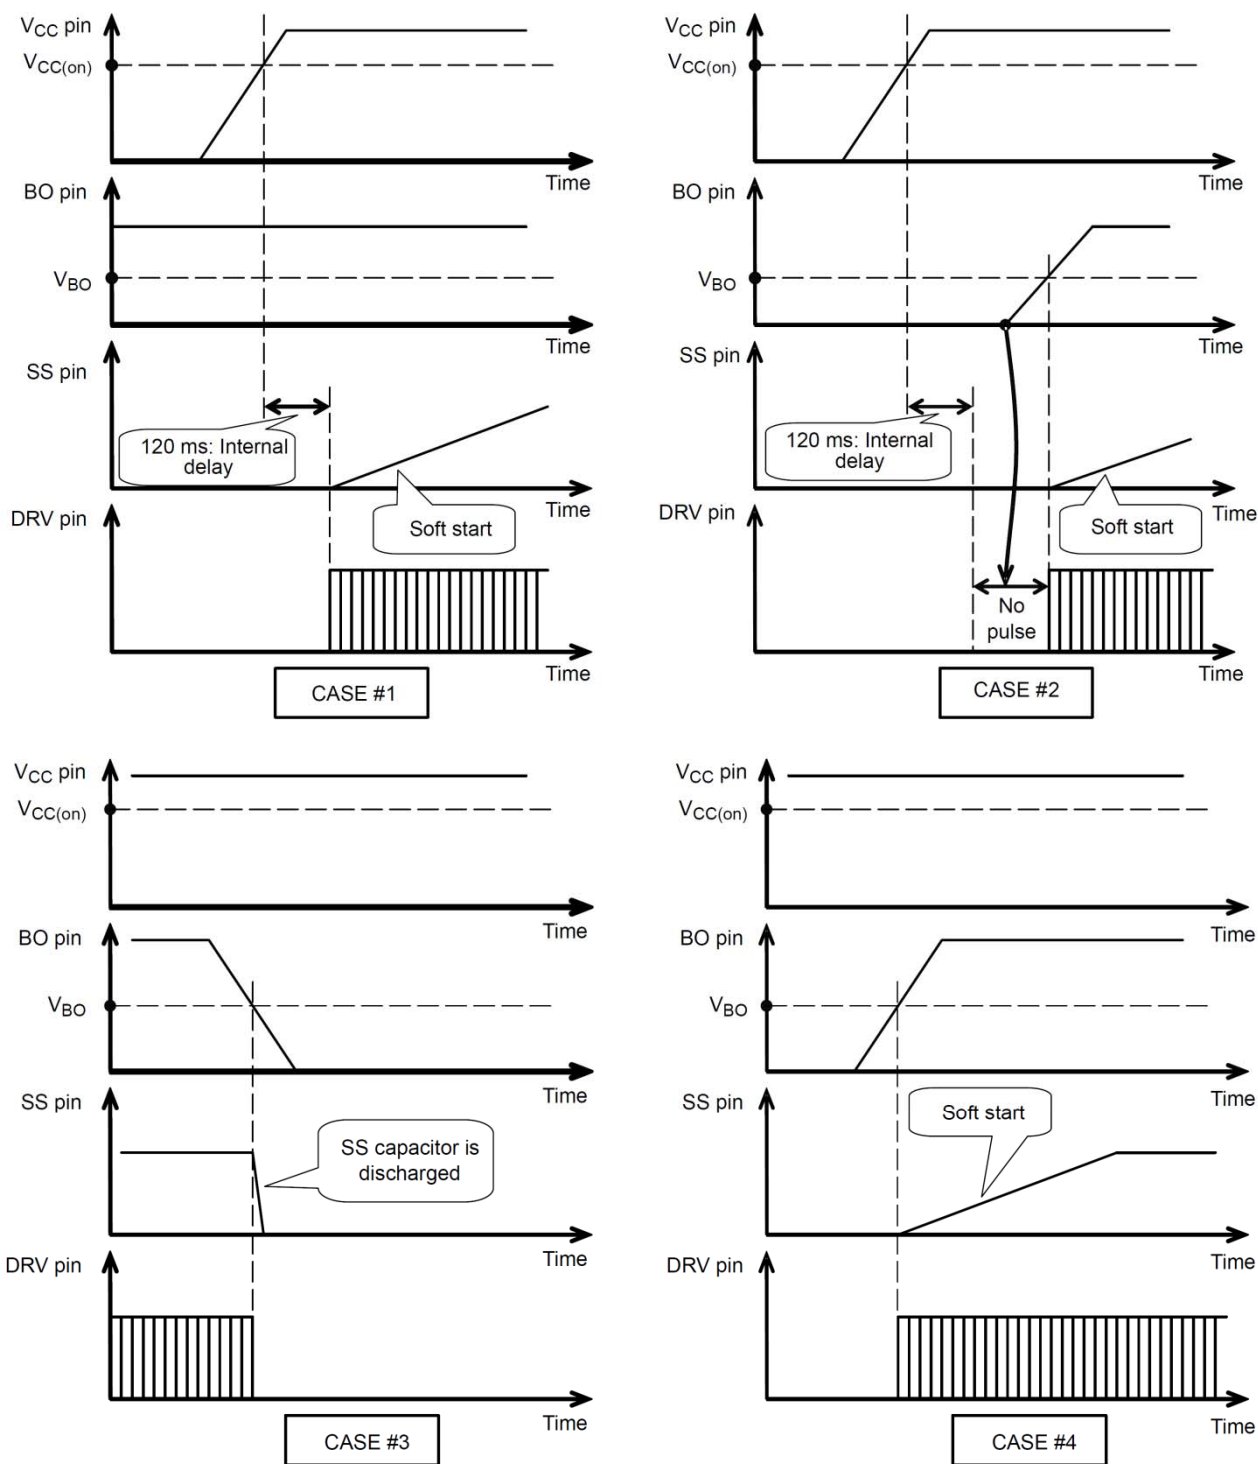 VCC pin
VCC(on)
Time
BO pin
VBO
Time
SS pin
120 ms: Internal
delay
Soft start
Time
DRV pin
Time
CASE #1
VCC pin
VCC(on)
Time
BO pin
VBO
Time
SS pin
120 ms: Internal
delay
Soft start
Time
DRV pin
No
pulse
Time
CASE #2
VCC pin
VCC(on)
Time
BO pin
VBO
Time
SS pin
SS capacitor is
discharged
Time
DRV pin
Time
CASE #3
VCC pin
VCC(on)
Time
BO pin
VBO
Time
SS pin
Soft start
Time
DRV pin
Time
CASE #4